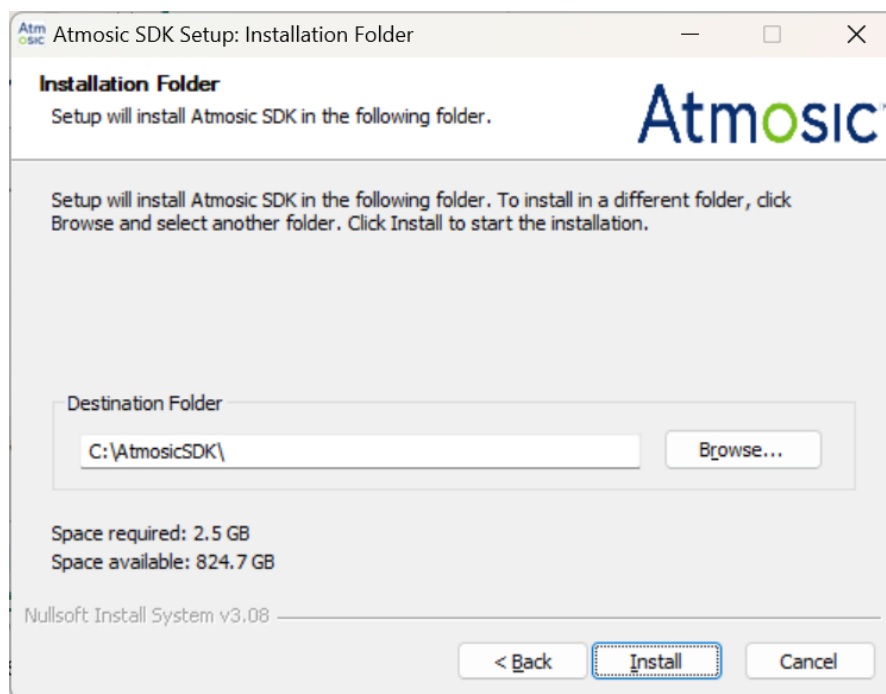 Atm
osic
Atmosic SDK Setup: Installation Folder
Installation Folder
Setup will install Atmosic SDK in the following folder.
Atmosic
Setup will install Atmosic SDK in the following folder. To install in a different folder, click
Browse and select another folder. Click Install to start the installation.
Destination Folder
C:\AtmosicSDK\
Browse...
Space required: 2.5 GB
Space available: 824.7 GB
Nullsoft Install System v3.08
< Back
Install
Cancel